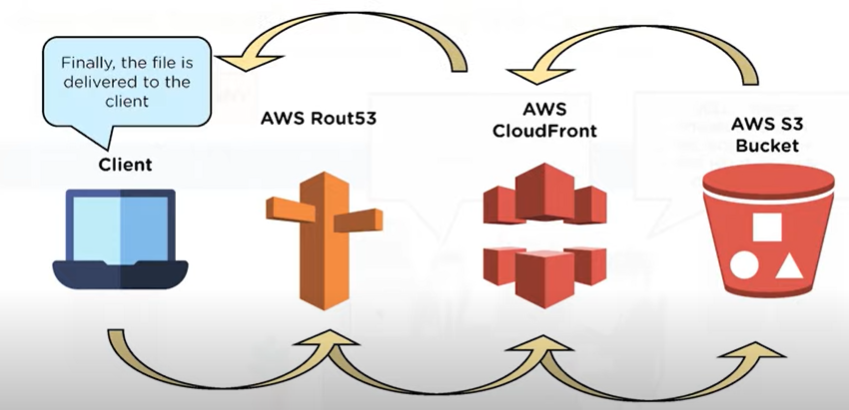 Finally, the file is
delivered to the
client
Client
AWS Rout53
AWS
CloudFront
AWS S3
Bucket